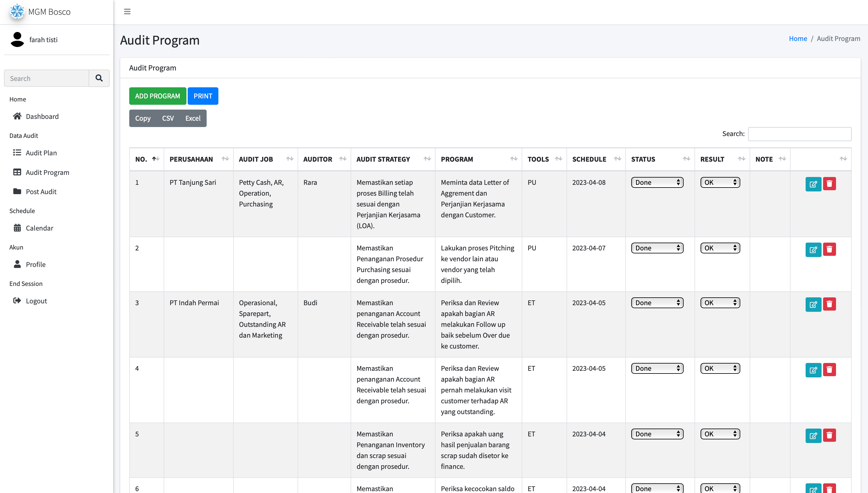 MGM Bosco
farah tisti
Search
Home
Dashboard
Data Audit
Audit Plan
Audit Program
Post Audit
Schedule
Calendar
Akun
Profile
End Session
Logout
Audit Program
Home / Audit Program
Audit Program
ADD PROGRAM PRINT
Copy CSV Excel
Search:
NO. PERUSAHAAN AUDIT JOB AUDITOR AUDIT STRATEGY PROGRAM TOOLS SCHEDULE STATUS RESULT NOTE
1 PT Tanjung Sari Petty Cash, AR, Rara Memastikan setiap Meminta data Letter of PU 2023-04-08 Done OK
Operation, proses Billing telah Aggrement dan
Purchasing sesuai dengan Perjanjian Kerjasama
Perjanjian Kerjasama dengan Customer.
(LOA).
2 Memastikan Lakukan proses Pitching PU 2023-04-07 Done OK
Penanganan Prosedur ke vendor lain atau
Purchasing sesuai vendor yang telah
dengan prosedur. dipilih.
3 PT Indah Permai Operasional, Budi Memastikan Periksa dan Review ET 2023-04-05 Done OK
Sparepart, penanganan Account apakah bagian AR
Outstanding AR Receivable telah sesuai melakukan Follow up
dan Marketing dengan prosedur. baik sebelum Over due
ke customer.
4 Memastikan Periksa dan Review ET 2023-04-05 Done OK
penanganan Account apakah bagian AR
Receivable telah sesuai pernah melakukan visit
dengan prosedur. customer terhadap AR
yang outstanding.
5 Memastikan Periksa apakah uang ET 2023-04-04 Done OK
Penanganan Inventory hasil penjualan barang
dan scrap sesuai scrap sudah disetor ke
dengan prosedur. finance.
6 Memastikan Periksa kecocokan saldo ET 2023-04-04 Done OK